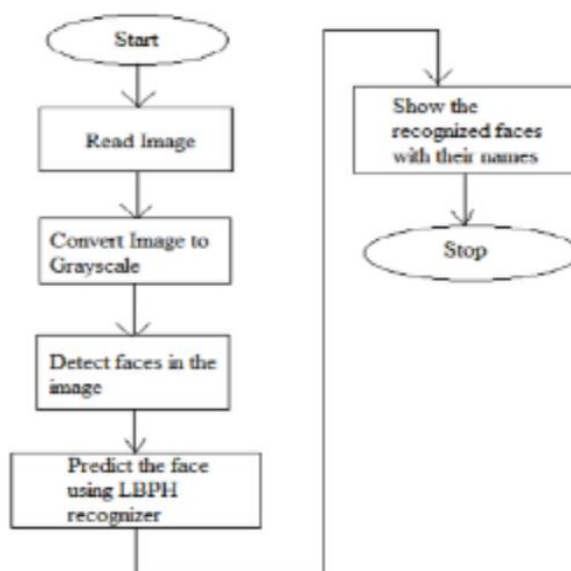 Start
Read Image
Convert Image to
Grayscale
Detect faces in the
image
Predict the face
using LBPH
recognizer
Show the
recognized faces
with their names
Stop